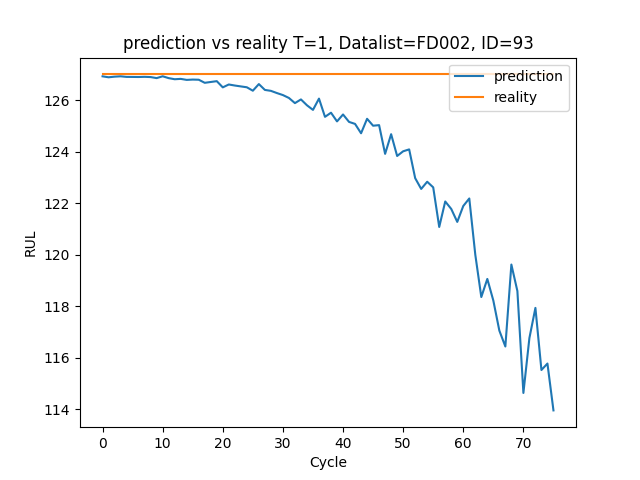 prediction vs reality T=1, Datalist=FD002, ID=93
prediction
reality
RUL
126
124
122
120
118
116
114
0 10 20 30 40 50 60 70
Cycle